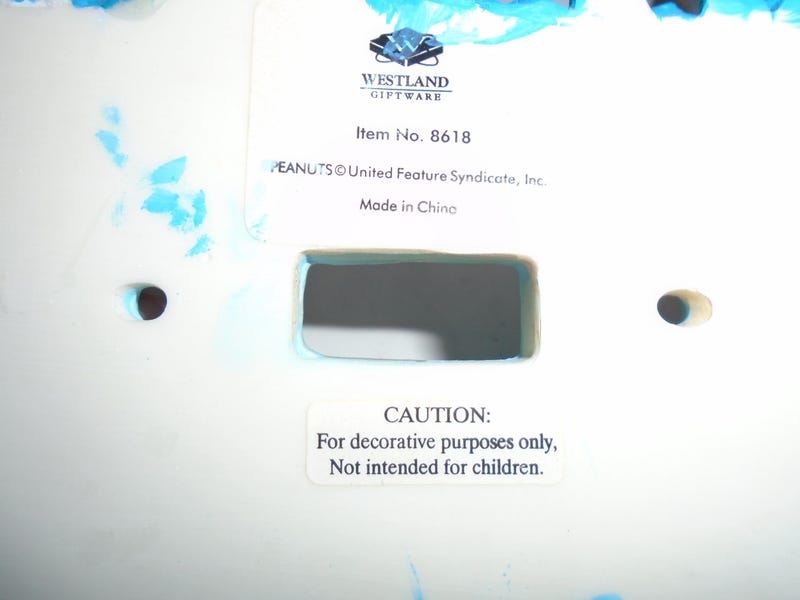 WESTLAND
GIFTWARE
Item No. 8618
PEANUTS©United Feature Syndicate, Inc.
Made in China
CAUTION:
For decorative purposes only,
Not intended for children.